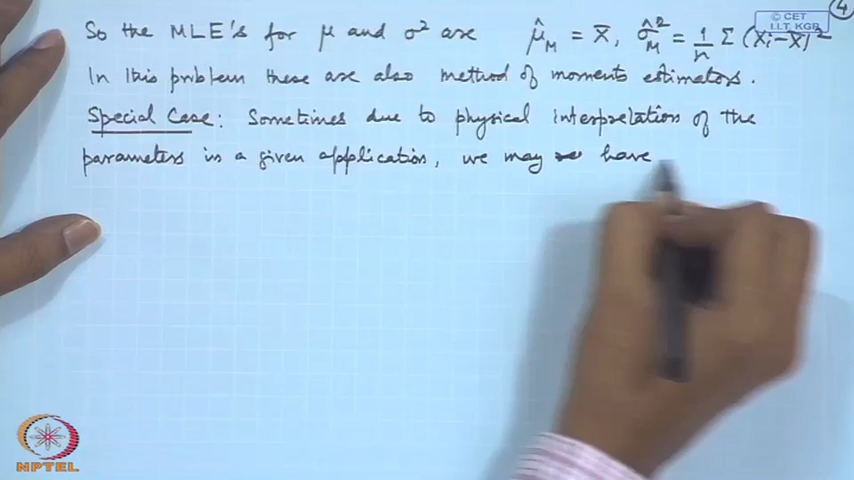 4
© CET
I.I.T. KGP
So the MLE's for μ and σ² are μ̂_M = X̄, σ̂²_M = 1/n Σ (Xi - X̄)²
In this problem these are also method of moments estimators.
Special Case: Sometimes due to physical interpretation of the
parameters in a given application, we may have
NPTEL